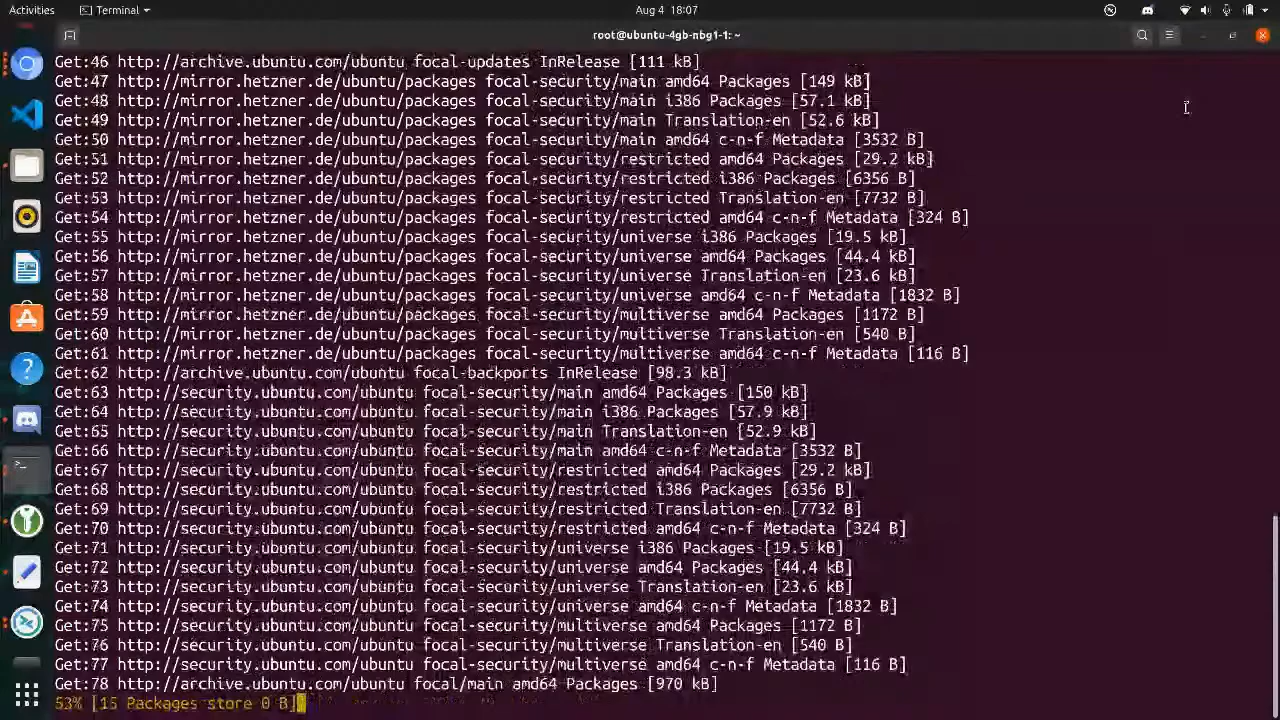 Activities
Terminal
Aug 4 18:07
root@ubuntu-4gb-nbg1-1: ~
Get:46 http://archive.ubuntu.com/ubuntu focal-updates InRelease [111 kB]
Get:47 http://mirror.hetzner.de/ubuntu/packages focal-security/main amd64 Packages [149 kB]
Get:48 http://mirror.hetzner.de/ubuntu/packages focal-security/main i386 Packages [57.1 kB]
Get:49 http://mirror.hetzner.de/ubuntu/packages focal-security/main Translation-en [52.6 kB]
Get:50 http://mirror.hetzner.de/ubuntu/packages focal-security/main amd64 c-n-f Metadata [3532 B]
Get:51 http://mirror.hetzner.de/ubuntu/packages focal-security/restricted amd64 Packages [29.2 kB]
Get:52 http://mirror.hetzner.de/ubuntu/packages focal-security/restricted i386 Packages [6356 B]
Get:53 http://mirror.hetzner.de/ubuntu/packages focal-security/restricted Translation-en [7732 B]
Get:54 http://mirror.hetzner.de/ubuntu/packages focal-security/restricted amd64 c-n-f Metadata [324 B]
Get:55 http://mirror.hetzner.de/ubuntu/packages focal-security/universe i386 Packages [19.5 kB]
Get:56 http://mirror.hetzner.de/ubuntu/packages focal-security/universe amd64 Packages [44.4 kB]
Get:57 http://mirror.hetzner.de/ubuntu/packages focal-security/universe Translation-en [23.6 kB]
Get:58 http://mirror.hetzner.de/ubuntu/packages focal-security/universe amd64 c-n-f Metadata [1832 B]
Get:59 http://mirror.hetzner.de/ubuntu/packages focal-security/multiverse amd64 Packages [1172 B]
Get:60 http://mirror.hetzner.de/ubuntu/packages focal-security/multiverse Translation-en [540 B]
Get:61 http://mirror.hetzner.de/ubuntu/packages focal-security/multiverse amd64 c-n-f Metadata [116 B]
Get:62 http://archive.ubuntu.com/ubuntu focal-backports InRelease [98.3 kB]
Get:63 http://security.ubuntu.com/ubuntu focal-security/main amd64 Packages [150 kB]
Get:64 http://security.ubuntu.com/ubuntu focal-security/main i386 Packages [57.9 kB]
Get:65 http://security.ubuntu.com/ubuntu focal-security/main Translation-en [52.9 kB]
Get:66 http://security.ubuntu.com/ubuntu focal-security/main amd64 c-n-f Metadata [3532 B]
Get:67 http://security.ubuntu.com/ubuntu focal-security/restricted amd64 Packages [29.2 kB]
Get:68 http://security.ubuntu.com/ubuntu focal-security/restricted i386 Packages [6356 B]
Get:69 http://security.ubuntu.com/ubuntu focal-security/restricted Translation-en [7732 B]
Get:70 http://security.ubuntu.com/ubuntu focal-security/restricted amd64 c-n-f Metadata [324 B]
Get:71 http://security.ubuntu.com/ubuntu focal-security/universe i386 Packages [19.5 kB]
Get:72 http://security.ubuntu.com/ubuntu focal-security/universe amd64 Packages [44.4 kB]
Get:73 http://security.ubuntu.com/ubuntu focal-security/universe Translation-en [23.6 kB]
Get:74 http://security.ubuntu.com/ubuntu focal-security/universe amd64 c-n-f Metadata [1832 B]
Get:75 http://security.ubuntu.com/ubuntu focal-security/multiverse amd64 Packages [1172 B]
Get:76 http://security.ubuntu.com/ubuntu focal-security/multiverse Translation-en [540 B]
Get:77 http://security.ubuntu.com/ubuntu focal-security/multiverse amd64 c-n-f Metadata [116 B]
Get:78 http://archive.ubuntu.com/ubuntu focal/main amd64 Packages [970 kB]
53% [15 Packages store 0 B]